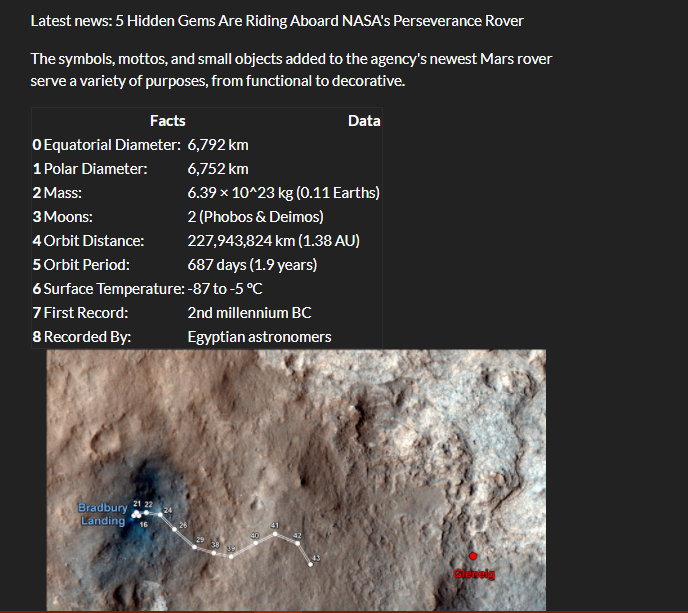 Latest news: 5 Hidden Gems Are Riding Aboard NASA's Perseverance Rover
The symbols, mottos, and small objects added to the agency's newest Mars rover
serve a variety of purposes, from functional to decorative.
Facts Data
0 Equatorial Diameter: 6,792 km
1 Polar Diameter: 6,752 km
2 Mass: 6.39 × 10^23 kg (0.11 Earths)
3 Moons: 2 (Phobos & Deimos)
4 Orbit Distance: 227,943,824 km (1.38 AU)
5 Orbit Period: 687 days (1.9 years)
6 Surface Temperature: -87 to -5 °C
7 First Record: 2nd millennium BC
8 Recorded By: Egyptian astronomers
Bradbury
Landing
21 22
24
16
26
29
38
39
40
41
42
43
Glenelg